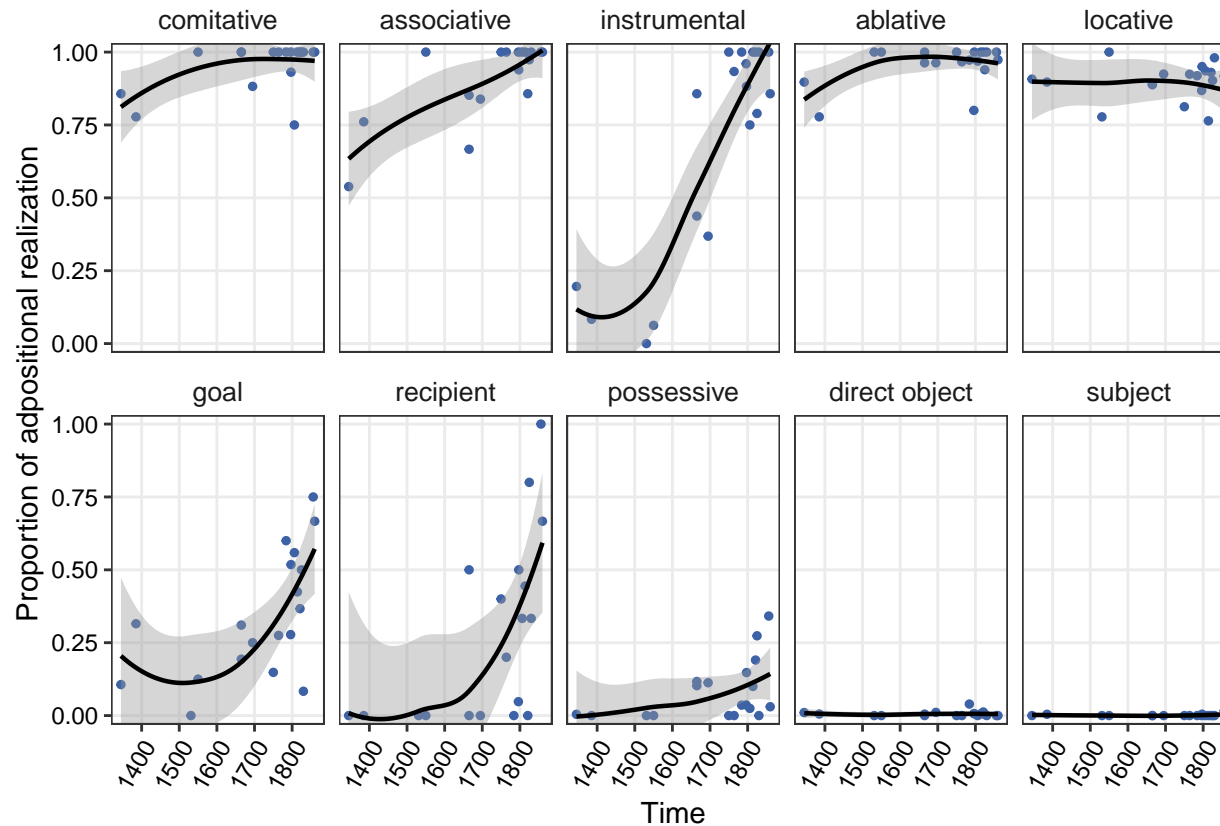 comitative associative instrumental ablative locative
1.00
0.75
0.50
0.25
0.00
goal recipient possessive direct object subject
1.00
0.75
0.50
0.25
0.00
1400 1500 1600 1700 1800 1400 1500 1600 1700 1800 1400 1500 1600 1700 1800 1400 1500 1600 1700 1800 1400 1500 1600 1700 1800
Time
Proportion of adpositional realization